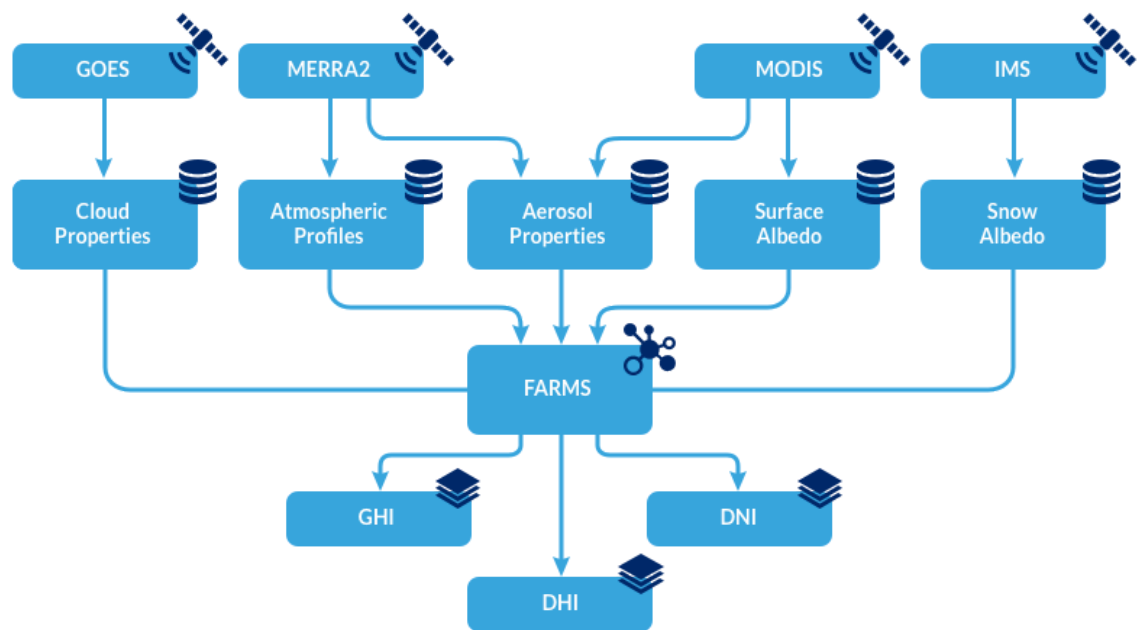 GOES
MERRA2
MODIS
IMS
Cloud
Properties
Atmospheric
Profiles
Aerosol
Properties
Surface
Albedo
Snow
Albedo
FARMS
GHI
DNI
DHI